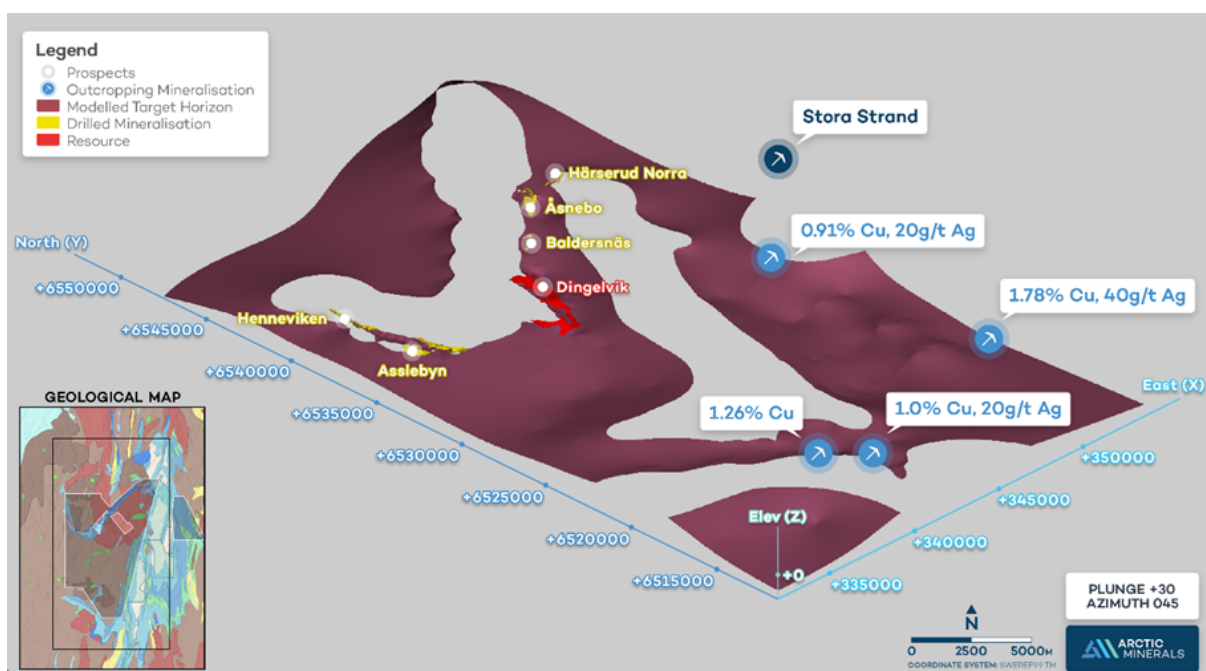 Legend
Prospects
Outcropping Mineralisation
Modelled Target Horizon
Drilled Mineralisation
Resource
Stora Strand
Härserud Norra
Åsnebo
0.91% Cu, 20g/t Ag
Baldersnäs
North (Y)
+6550000
Dingelvik
1.78% Cu, 40g/t Ag
Henneviken
+6545000
Asslebyn
+6540000
East (X)
GEOLOGICAL MAP
+6535000
1.26% Cu
1.0% Cu, 20g/t Ag
+6530000
+350000
+6525000
+345000
Elev (Z)
+6520000
+340000
+6515000
+0
+335000
PLUNGE +30
AZIMUTH 045
N
0 2500 5000M
COORDINATE SYSTEM: SWEREF99 TM
ARCTIC
MINERALS